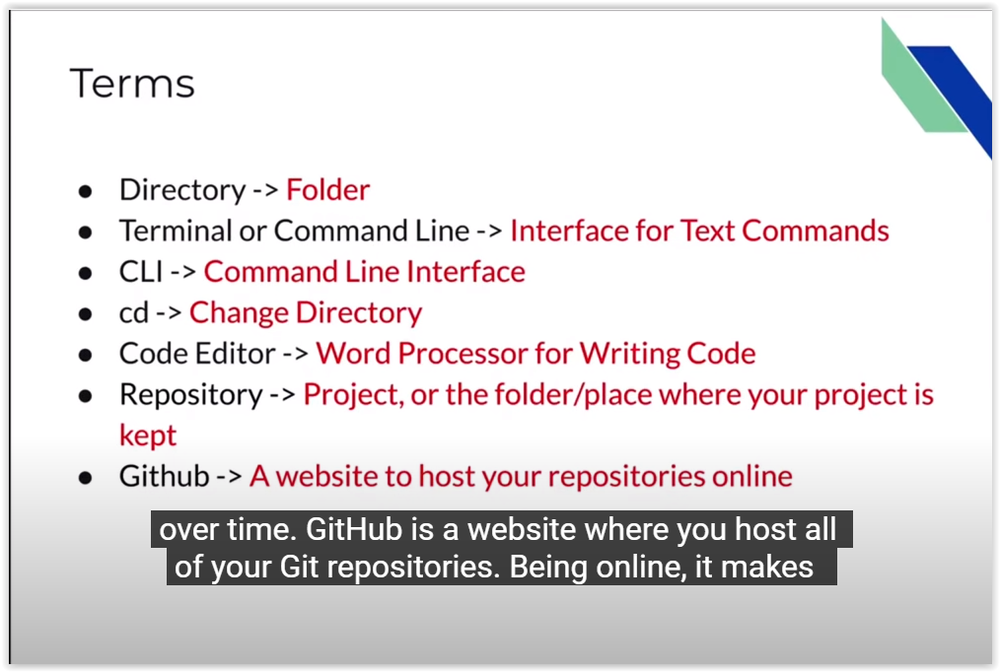 Terms
● Directory -> Folder
● Terminal or Command Line -> Interface for Text Commands
● CLI -> Command Line Interface
● cd -> Change Directory
● Code Editor -> Word Processor for Writing Code
● Repository -> Project, or the folder/place where your project is
kept
● Github -> A website to host your repositories online
over time. GitHub is a website where you host all
of your Git repositories. Being online, it makes